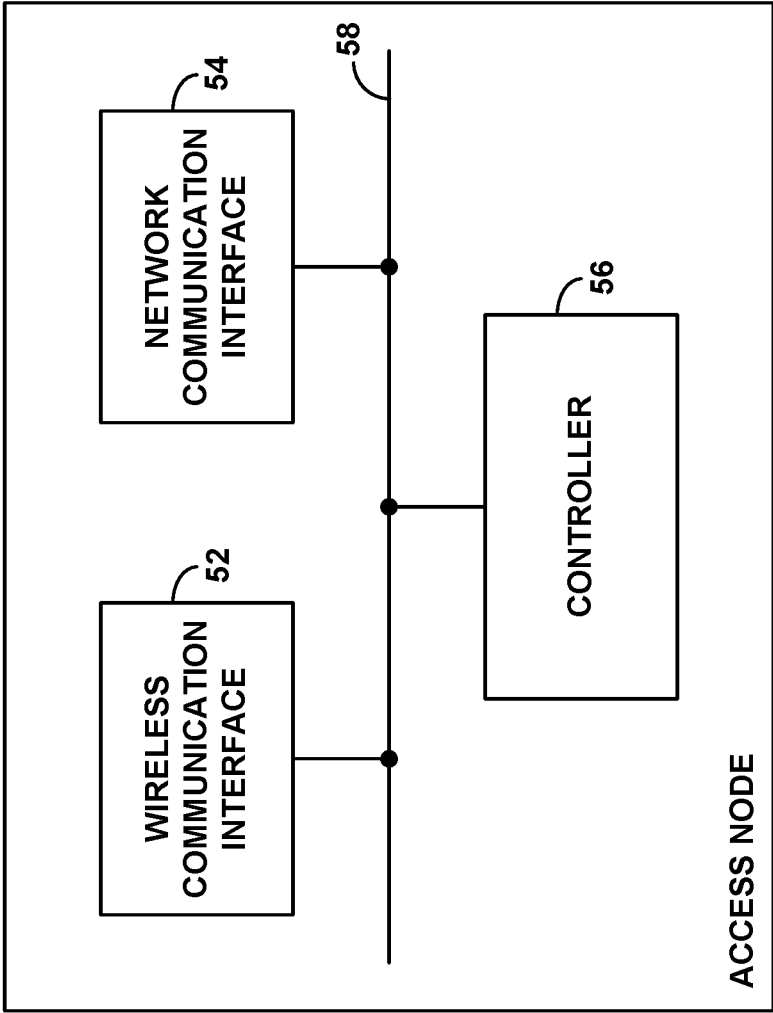 WIRELESS
COMMUNICATION
INTERFACE
52
NETWORK
COMMUNICATION
INTERFACE
54
58
CONTROLLER
56
ACCESS NODE